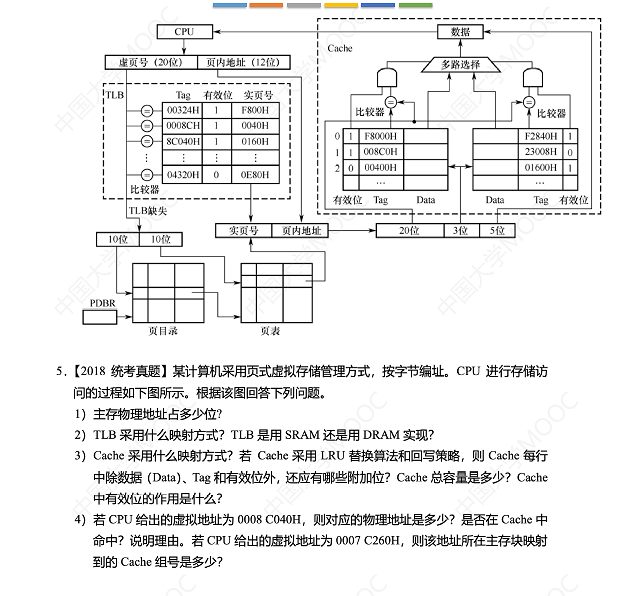 CPU
数据
Cache
虚页号（20位） 页内地址（12位）
多路选择
TLB Tag 有效位 实页号
00324H 1 F800H
0008CH 1 0040H
8C040H 1 0160H
⋮ ⋮ ⋮
04320H 0 0E80H
比较器
比较器 比较器
0 1 F8000H F2840H 1
1 1 008C0H 23008H 0
2 0 00400H 01600H 1
… …
有效位 Tag Data Data Tag 有效位
TLB缺失
10位 10位
实页号 页内地址
20位 3位 5位
PDBR
页目录 页表
5．【2018 统考真题】某计算机采用页式虚拟存储管理方式，按字节编址。CPU 进行存储访
问的过程如下图所示。根据该图回答下列问题。
1）主存物理地址占多少位?
2）TLB 采用什么映射方式？TLB 是用 SRAM 还是用 DRAM 实现？
3）Cache 采用什么映射方式？若 Cache 采用 LRU 替换算法和回写策略，则 Cache 每行
中除数据（Data）、Tag 和有效位外，还应有哪些附加位？Cache 总容量是多少？Cache
中有效位的作用是什么？
4）若 CPU 给出的虚拟地址为 0008 C040H，则对应的物理地址是多少？是否在 Cache 中
命中？说明理由。若 CPU 给出的虚拟地址为 0007 C260H，则该地址所在主存块映射
到的 Cache 组号是多少？
中国大学MOOC